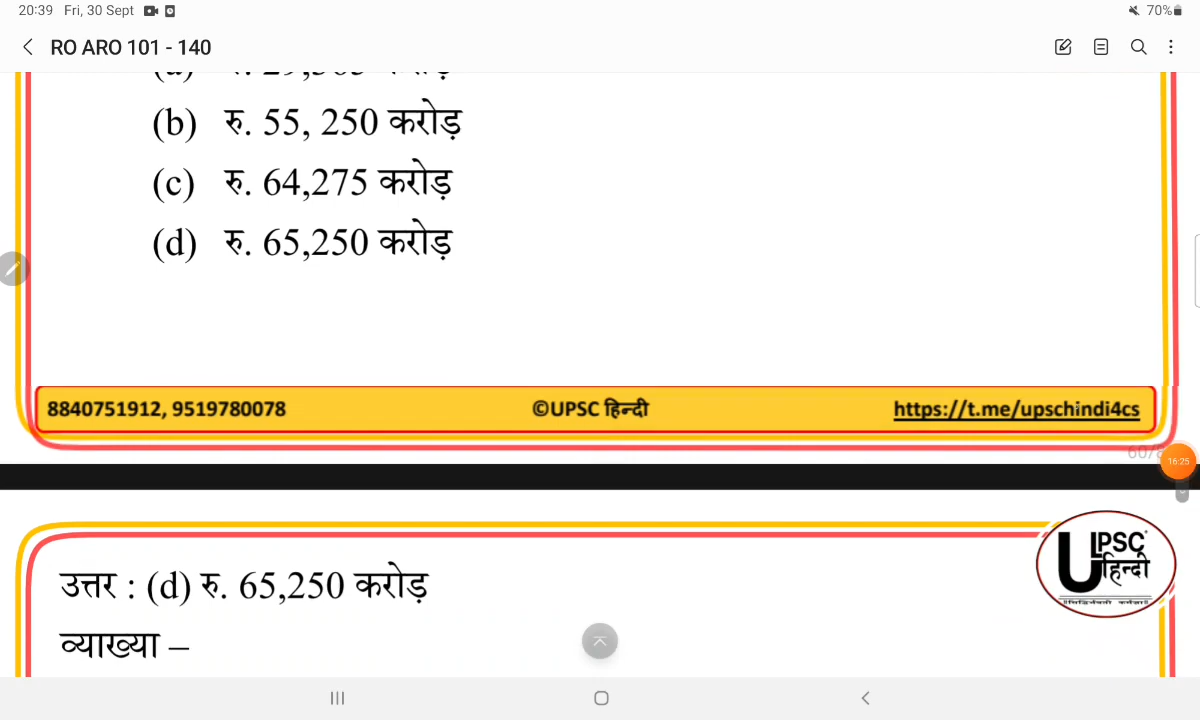 20:39 Fri, 30 Sept
70%
RO ARO 101 - 140
(b) रु. 55, 250 करोड़
(c) रु. 64,275 करोड़
(d) रु. 65,250 करोड़
8840751912, 9519780078 ©UPSC हिन्दी https://t.me/upschindi4cs
16:25
UPSC
हिन्दी
उत्तर : (d) रु. 65,250 करोड़
व्याख्या –